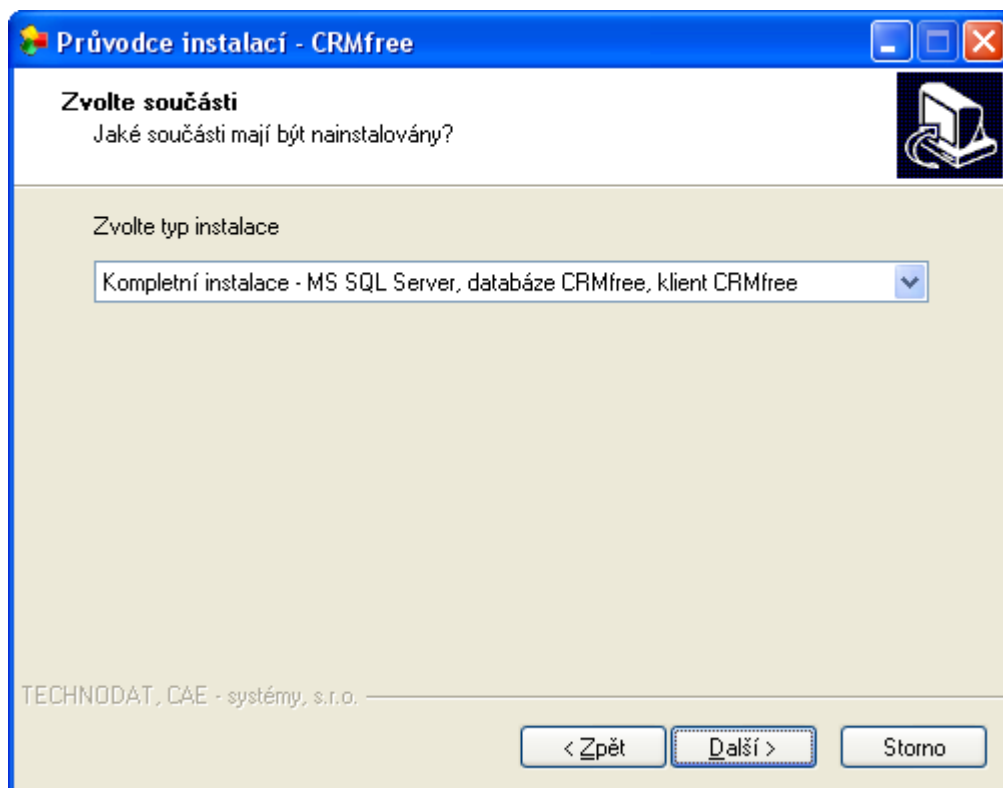 Průvodce instalací - CRMfree
Zvolte součásti
Jaké součásti mají být nainstalovány?
Zvolte typ instalace
Kompletní instalace - MS SQL Server, databáze CRMfree, klient CRMfree
TECHNODAT, CAE - systémy, s.r.o.
< Zpět
Další >
Storno